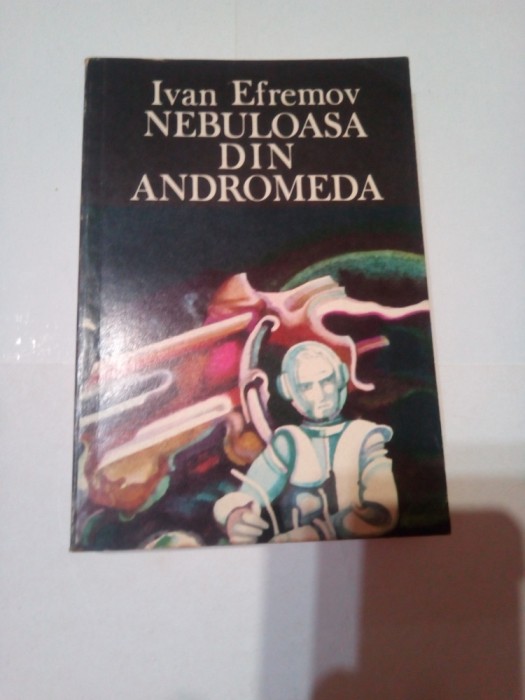 Ivan Efremov
NEBULOASA
DIN
ANDROMEDA